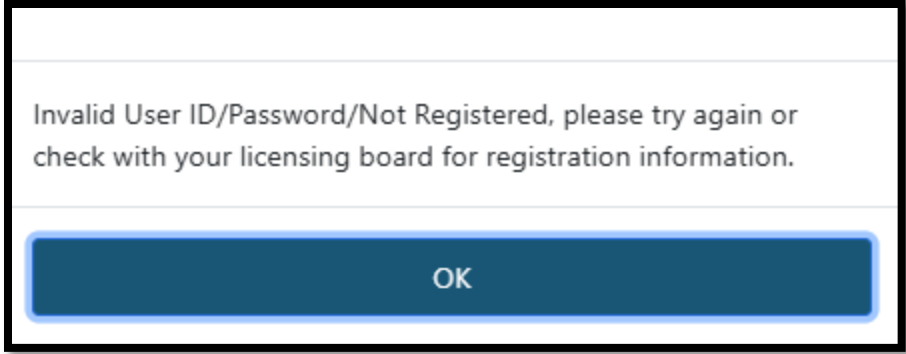 Invalid User ID/Password/Not Registered, please try again or
check with your licensing board for registration information.
OK